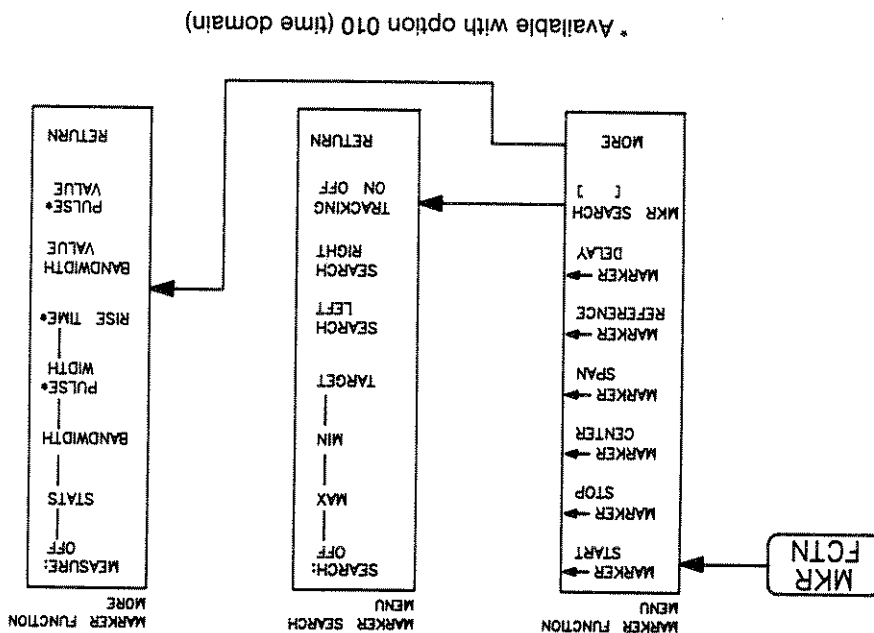 MKR
FCTN
MARKER FUNCTION
MENU
MARKER →
START
MARKER →
STOP
MARKER →
CENTER
MARKER →
SPAN
MARKER →
REFERENCE
MARKER →
DELAY
MKR SEARCH
[ ]
MORE
MARKER SEARCH
MENU
SEARCH:
OFF
MAX
MIN
TARGET
SEARCH
LEFT
SEARCH
RIGHT
TRACKING
ON OFF
RETURN
MARKER FUNCTION
MORE
MEASURE:
OFF
STATS
BANDWIDTH
PULSE*
WIDTH
RISE TIME*
BANDWIDTH
VALUE
PULSE*
VALUE
RETURN
* Available with option 010 (time domain)